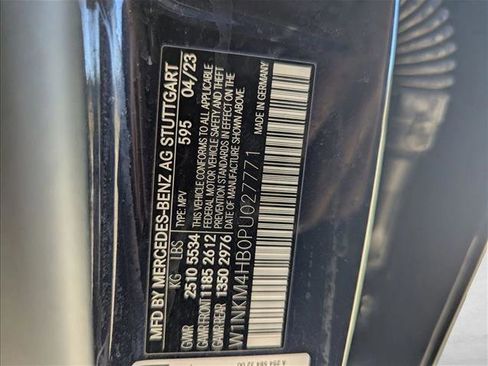 MFD BY MERCEDES-BENZ AG STUTTGART
KG LBS TYPE: MPV 595 04/23
GVWR 2510 5534 THIS VEHICLE CONFORMS TO ALL APPLICABLE
GAWR FRONT 1185 2612 FEDERAL MOTOR VEHICLE SAFETY AND THEFT
GAWR REAR 1350 2976 PREVENTION STANDARDS IN EFFECT ON THE
DATE OF MANUFACTURE SHOWN ABOVE.
W1NKM4HB0PU027771 MADE IN GERMANY